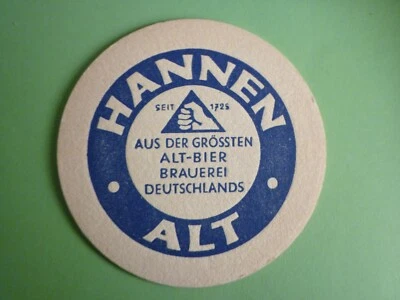 HANNEN
SEIT 1725
AUS DER GRÖSSTEN
ALT-BIER
BRAUEREI
DEUTSCHLANDS
ALT